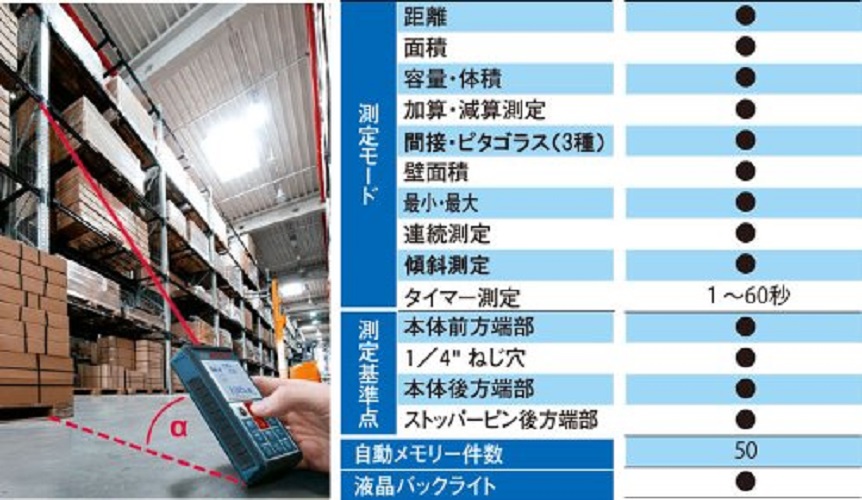 α
測定モード
距離 ●
面積 ●
容量・体積 ●
加算・減算測定 ●
間接・ピタゴラス(3種) ●
壁面積 ●
最小・最大 ●
連続測定 ●
傾斜測定 ●
タイマー測定 1～60秒
測定基準点
本体前方端部 ●
1／4" ねじ穴 ●
本体後方端部 ●
ストッパーピン後方端部 ●
自動メモリー件数 50
液晶バックライト ●